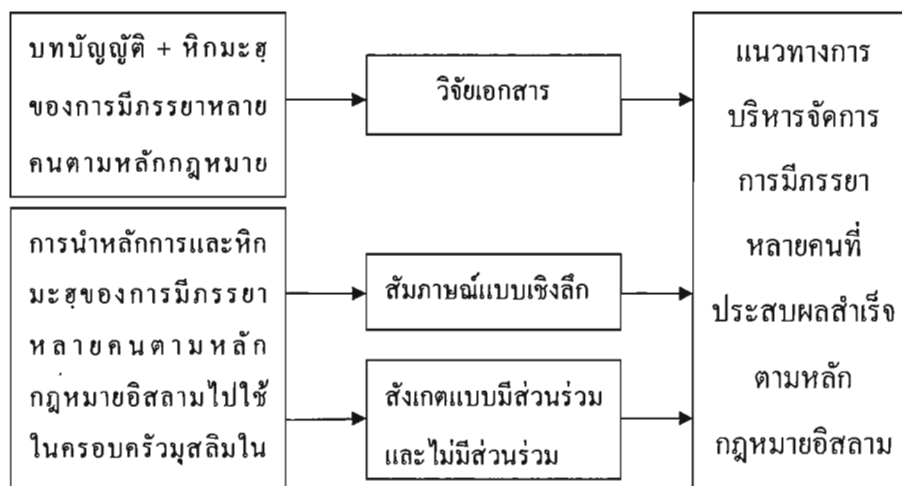 บทบัญญัติ + หิกมะฮฺ
ของการมีภรรยาหลาย
คนตามหลักกฎหมาย
วิจัยเอกสาร
การนำหลักการและหิก
มะฮฺของการมีภรรยา
หลายคนตามหลัก
กฎหมายอิสลามไปใช้
ในครอบครัวมุสลิมใน
สัมภาษณ์แบบเชิงลึก
สังเกตแบบมีส่วนร่วม
และไม่มีส่วนร่วม
แนวทางการ
บริหารจัดการ
การมีภรรยา
หลายคนที่
ประสบผลสำเร็จ
ตามหลัก
กฎหมายอิสลาม